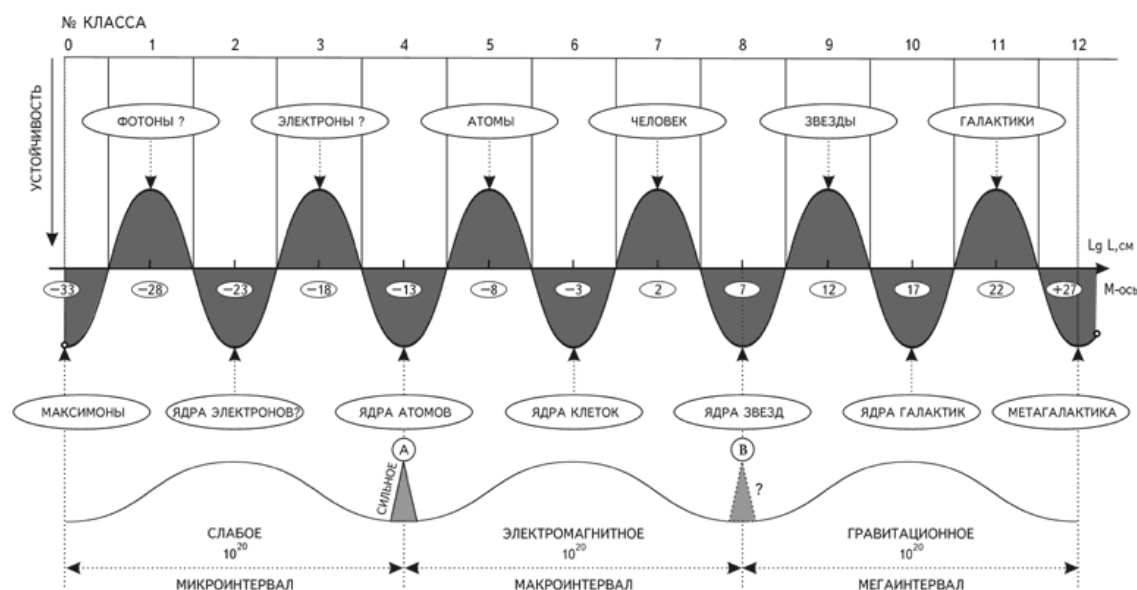 № КЛАССА
0 1 2 3 4 5 6 7 8 9 10 11 12
УСТОЙЧИВОСТЬ
ФОТОНЫ ? ЭЛЕКТРОНЫ ? АТОМЫ ЧЕЛОВЕК ЗВЕЗДЫ ГАЛАКТИКИ
Lg L,см
−33 −28 −23 −18 −13 −8 −3 2 7 12 17 22 +27 М-ось
МАКСИМОНЫ ЯДРА ЭЛЕКТРОНОВ? ЯДРА АТОМОВ ЯДРА КЛЕТОК ЯДРА ЗВЕЗД ЯДРА ГАЛАКТИК МЕТАГАЛАКТИКА
A B
СИЛЬНОЕ ?
СЛАБОЕ ЭЛЕКТРОМАГНИТНОЕ ГРАВИТАЦИОННОЕ
10²⁰ 10²⁰ 10²⁰
МИКРОИНТЕРВАЛ МАКРОИНТЕРВАЛ МЕГАИНТЕРВАЛ